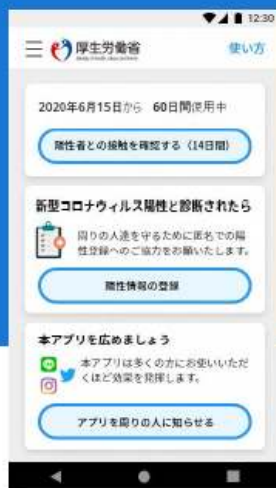 12:30
厚生労働省
使い方
2020年6月15日から 60日間使用中
陽性者との接触を確認する（14日間）
新型コロナウィルス陽性と診断されたら
周りの人達を守るために匿名での陽
性登録へのご協力をお願いいたします。
陽性情報の登録
本アプリを広めましょう
本アプリは多くの方にお使いいただ
くほど効果を発揮します。
アプリを周りの人に知らせる